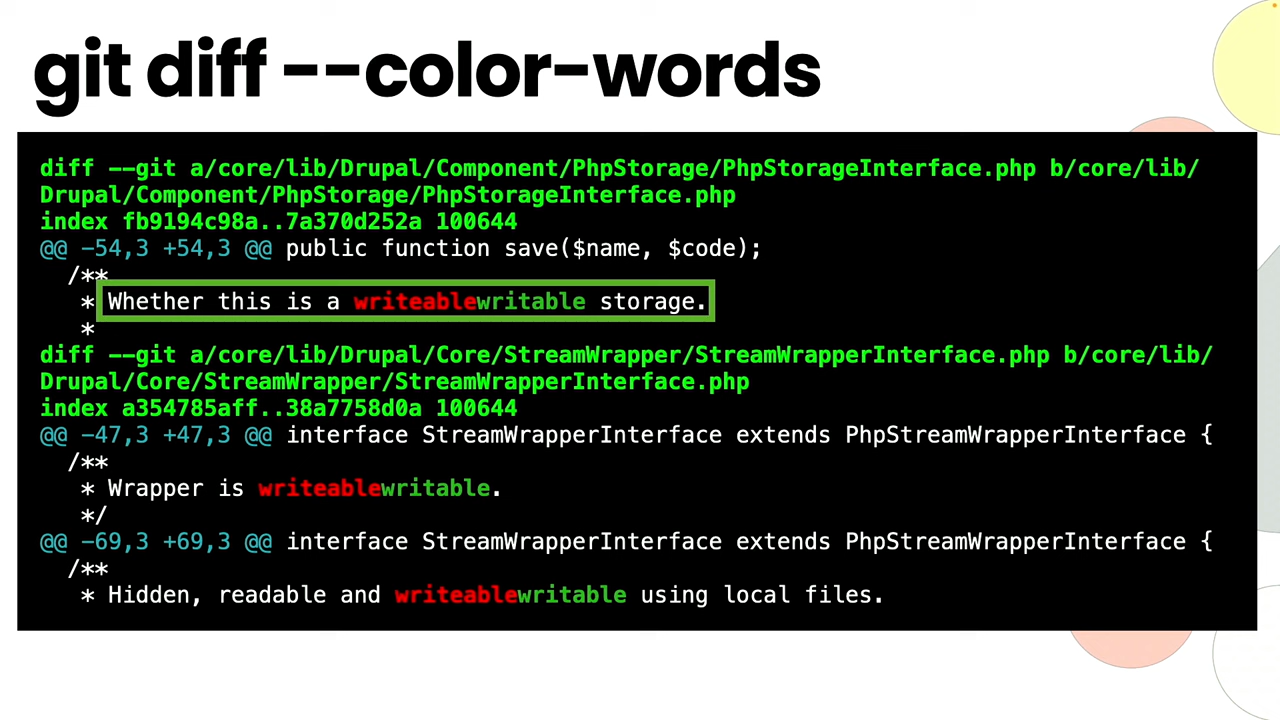 git diff --color-words
diff --git a/core/lib/Drupal/Component/PhpStorage/PhpStorageInterface.php b/core/lib/
Drupal/Component/PhpStorage/PhpStorageInterface.php
index fb9194c98a..7a370d252a 100644
@@ -54,3 +54,3 @@ public function save($name, $code);
/**
* Whether this is a writeablewritable storage.
*
diff --git a/core/lib/Drupal/Core/StreamWrapper/StreamWrapperInterface.php b/core/lib/
Drupal/Core/StreamWrapper/StreamWrapperInterface.php
index a354785aff..38a7758d0a 100644
@@ -47,3 +47,3 @@ interface StreamWrapperInterface extends PhpStreamWrapperInterface {
/**
* Wrapper is writeablewritable.
*/
@@ -69,3 +69,3 @@ interface StreamWrapperInterface extends PhpStreamWrapperInterface {
/**
* Hidden, readable and writeablewritable using local files.